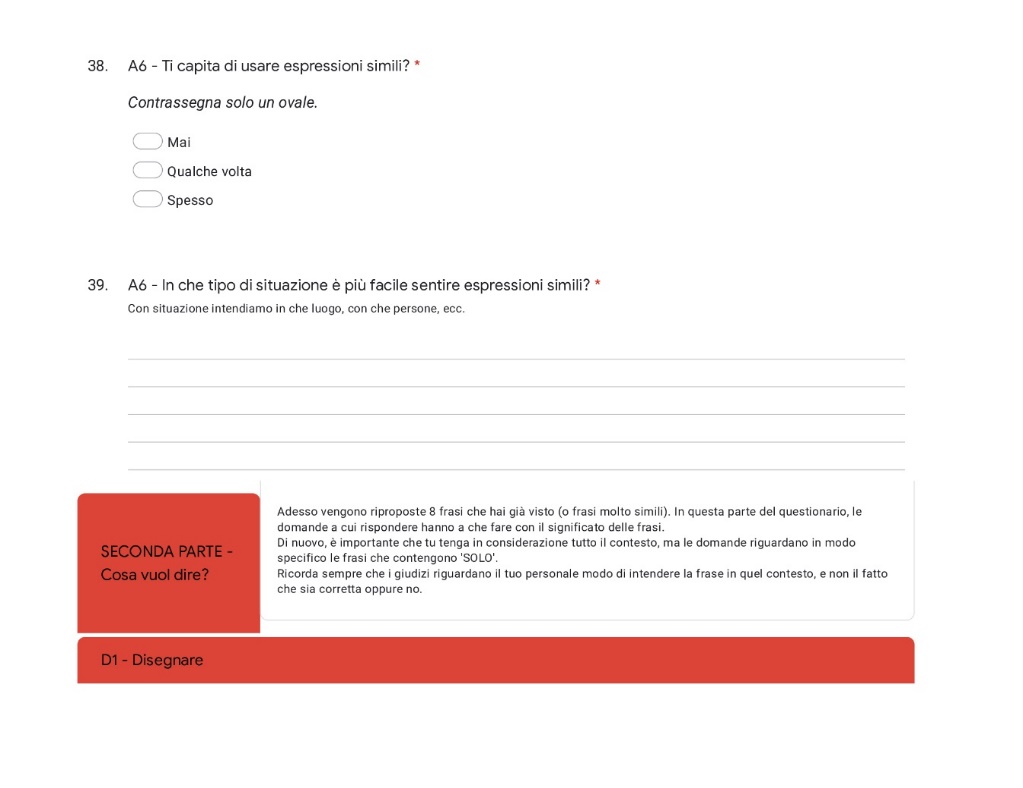 38. A6 - Ti capita di usare espressioni simili? *
Contrassegna solo un ovale.
Mai
Qualche volta
Spesso
39. A6 - In che tipo di situazione è più facile sentire espressioni simili? *
Con situazione intendiamo in che luogo, con che persone, ecc.
SECONDA PARTE -
Cosa vuol dire?
Adesso vengono riproposte 8 frasi che hai già visto (o frasi molto simili). In questa parte del questionario, le
domande a cui rispondere hanno a che fare con il significato delle frasi.
Di nuovo, è importante che tu tenga in considerazione tutto il contesto, ma le domande riguardano in modo
specifico le frasi che contengono 'SOLO'.
Ricorda sempre che i giudizi riguardano il tuo personale modo di intendere la frase in quel contesto, e non il fatto
che sia corretta oppure no.
D1 - Disegnare